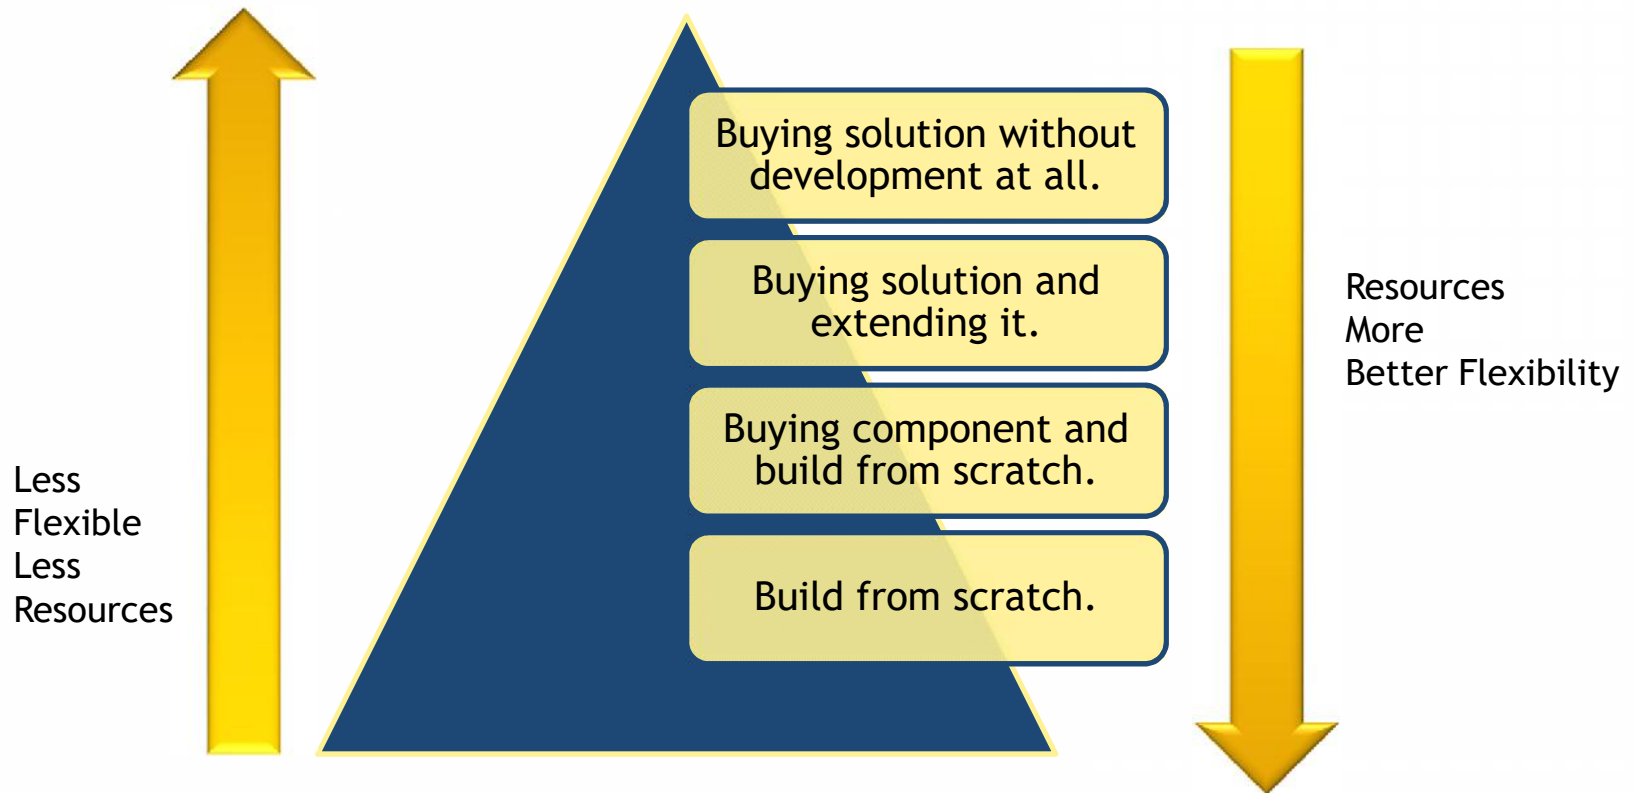 Buying solution without
development at all.
Buying solution and
extending it.
Buying component and
build from scratch.
Build from scratch.
Less
Flexible
Less
Resources
Resources
More
Better Flexibility